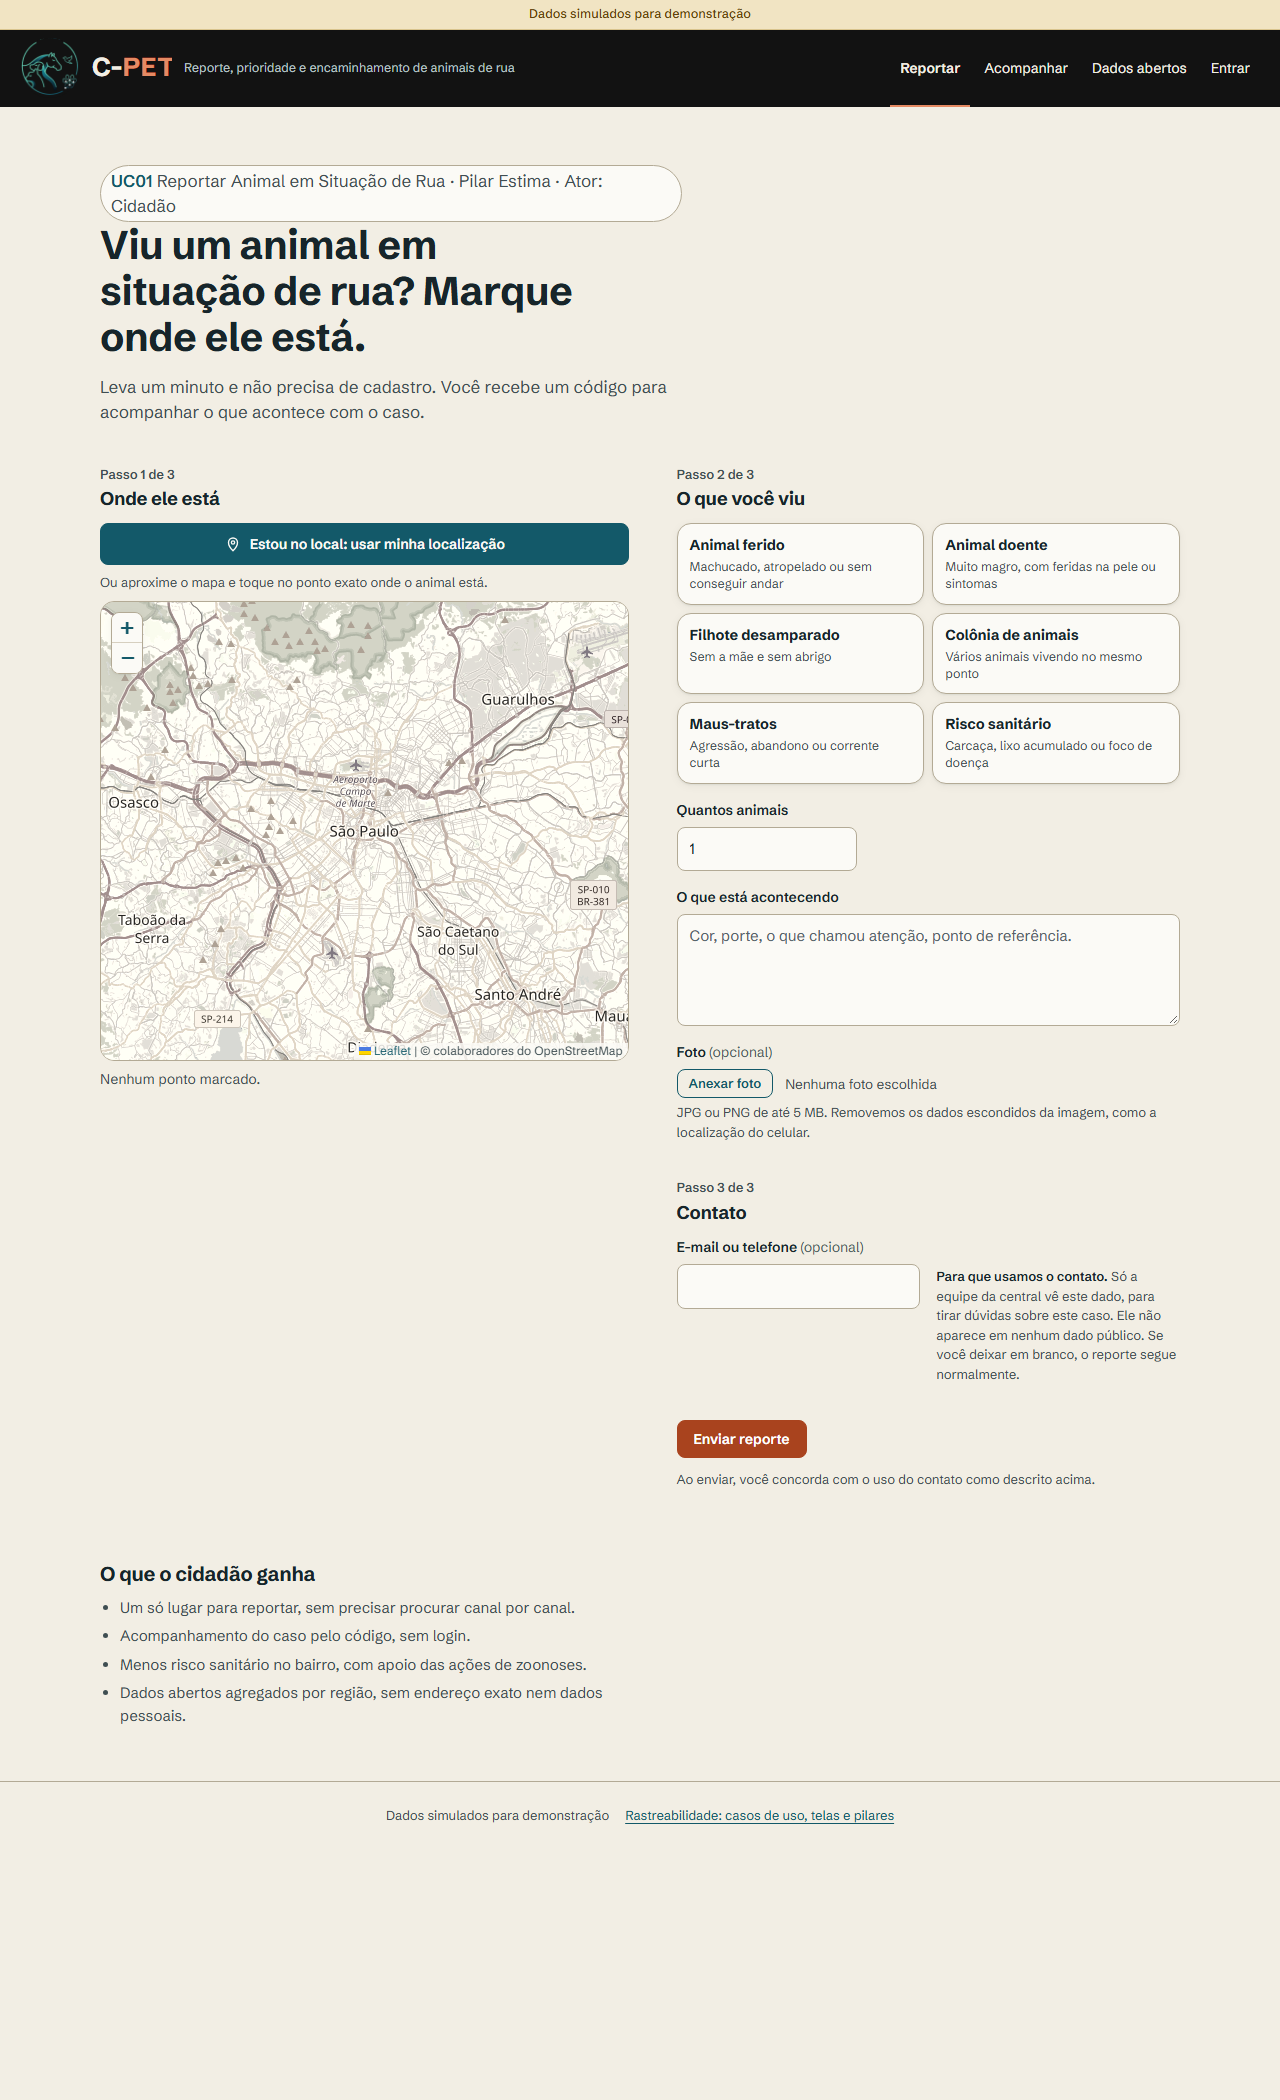 Dados simulados para demonstração
C-PET Reporte, prioridade e encaminhamento de animais de rua
Reportar Acompanhar Dados abertos Entrar
UC01 Reportar Animal em Situação de Rua · Pilar Estima · Ator:
Cidadão
Viu um animal em
situação de rua? Marque
onde ele está.
Leva um minuto e não precisa de cadastro. Você recebe um código para
acompanhar o que acontece com o caso.
Passo 1 de 3
Onde ele está
Estou no local: usar minha localização
Ou aproxime o mapa e toque no ponto exato onde o animal está.
+
−
Guarulhos
SP-0
Aeroporto
Campo
de Marte
Osasco
São Paulo
SP-010
BR-381
Taboão da
Serra
São Caetano
do Sul
Santo André
Maua
SP-214
Leaflet | © colaboradores do OpenStreetMap
Nenhum ponto marcado.
Passo 2 de 3
O que você viu
Animal ferido
Machucado, atropelado ou sem
conseguir andar
Animal doente
Muito magro, com feridas na pele ou
sintomas
Filhote desamparado
Sem a mãe e sem abrigo
Colônia de animais
Vários animais vivendo no mesmo
ponto
Maus-tratos
Agressão, abandono ou corrente
curta
Risco sanitário
Carcaça, lixo acumulado ou foco de
doença
Quantos animais
1
O que está acontecendo
Cor, porte, o que chamou atenção, ponto de referência.
Foto (opcional)
Anexar foto Nenhuma foto escolhida
JPG ou PNG de até 5 MB. Removemos os dados escondidos da imagem, como a
localização do celular.
Passo 3 de 3
Contato
E-mail ou telefone (opcional)
Para que usamos o contato. Só a
equipe da central vê este dado, para
tirar dúvidas sobre este caso. Ele não
aparece em nenhum dado público. Se
você deixar em branco, o reporte segue
normalmente.
Enviar reporte
Ao enviar, você concorda com o uso do contato como descrito acima.
O que o cidadão ganha
Um só lugar para reportar, sem precisar procurar canal por canal.
Acompanhamento do caso pelo código, sem login.
Menos risco sanitário no bairro, com apoio das ações de zoonoses.
Dados abertos agregados por região, sem endereço exato nem dados
pessoais.
Dados simulados para demonstração Rastreabilidade: casos de uso, telas e pilares